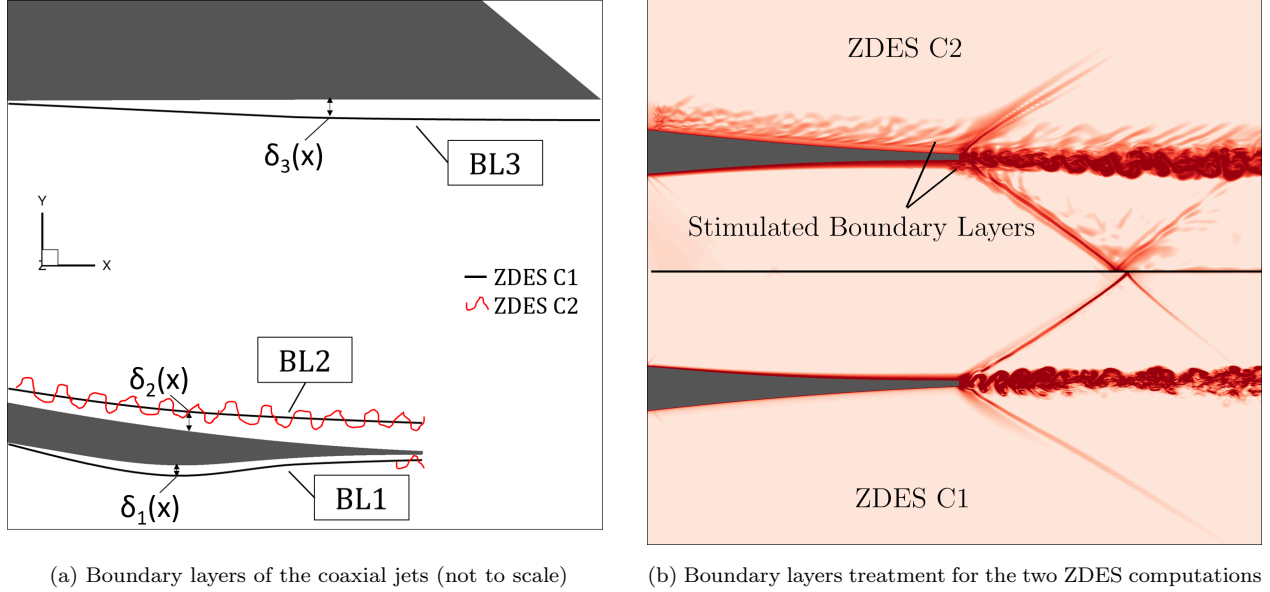 δ3(x)
BL3
Y
Z
X
ZDES C1
ZDES C2
BL2
δ2(x)
BL1
δ1(x)
(a) Boundary layers of the coaxial jets (not to scale)
ZDES C2
Stimulated Boundary Layers
ZDES C1
(b) Boundary layers treatment for the two ZDES computations